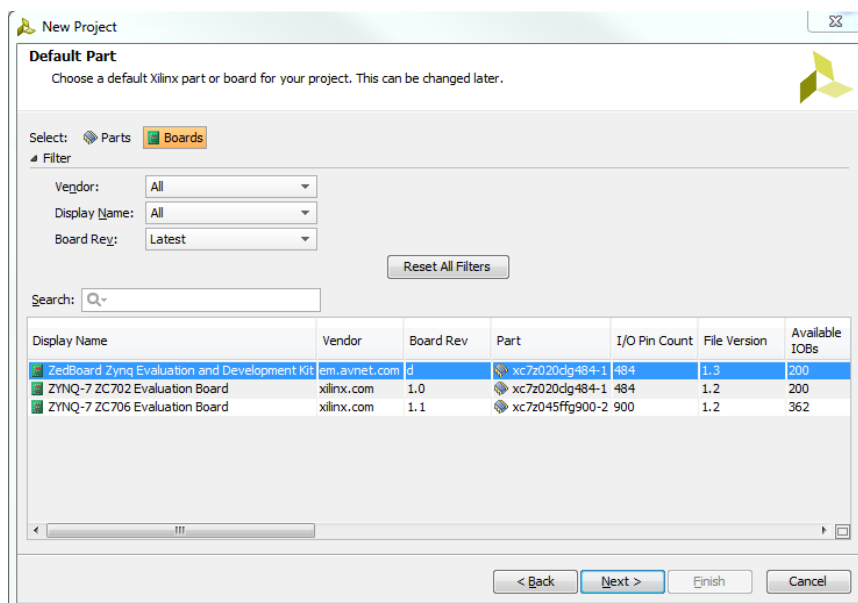 New Project
Default Part
Choose a default Xilinx part or board for your project. This can be changed later.
Select: Parts Boards
Filter
Vendor: All
Display Name: All
Board Rev: Latest
Reset All Filters
Search:
Display Name Vendor Board Rev Part I/O Pin Count File Version Available IOBs
ZedBoard Zynq Evaluation and Development Kit em.avnet.com d xc7z020clg484-1 484 1.3 200
ZYNQ-7 ZC702 Evaluation Board xilinx.com 1.0 xc7z020clg484-1 484 1.2 200
ZYNQ-7 ZC706 Evaluation Board xilinx.com 1.1 xc7z045ffg900-2 900 1.2 362
< Back Next > Finish Cancel